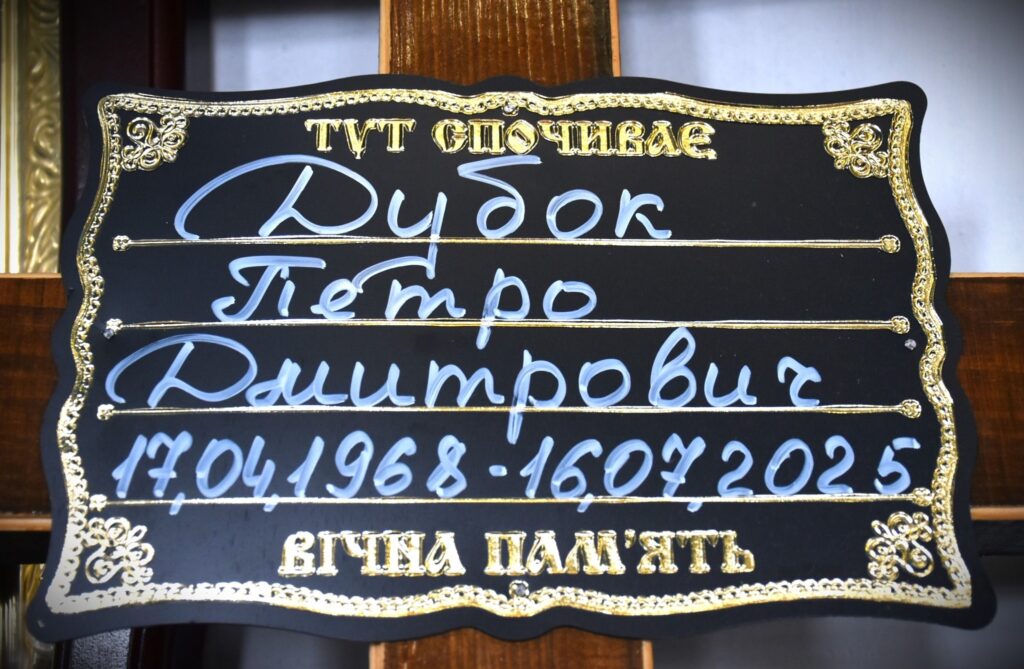 ТУТ СПОЧИВАЄ
Дубок
Петро
Дмитрович
17.04.1968-16.07.2025
ВІЧНА ПАМ'ЯТЬ